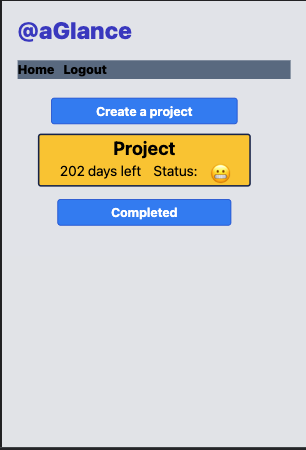 @aGlance
Home Logout
Create a project
Project
202 days left Status: 😬
Completed